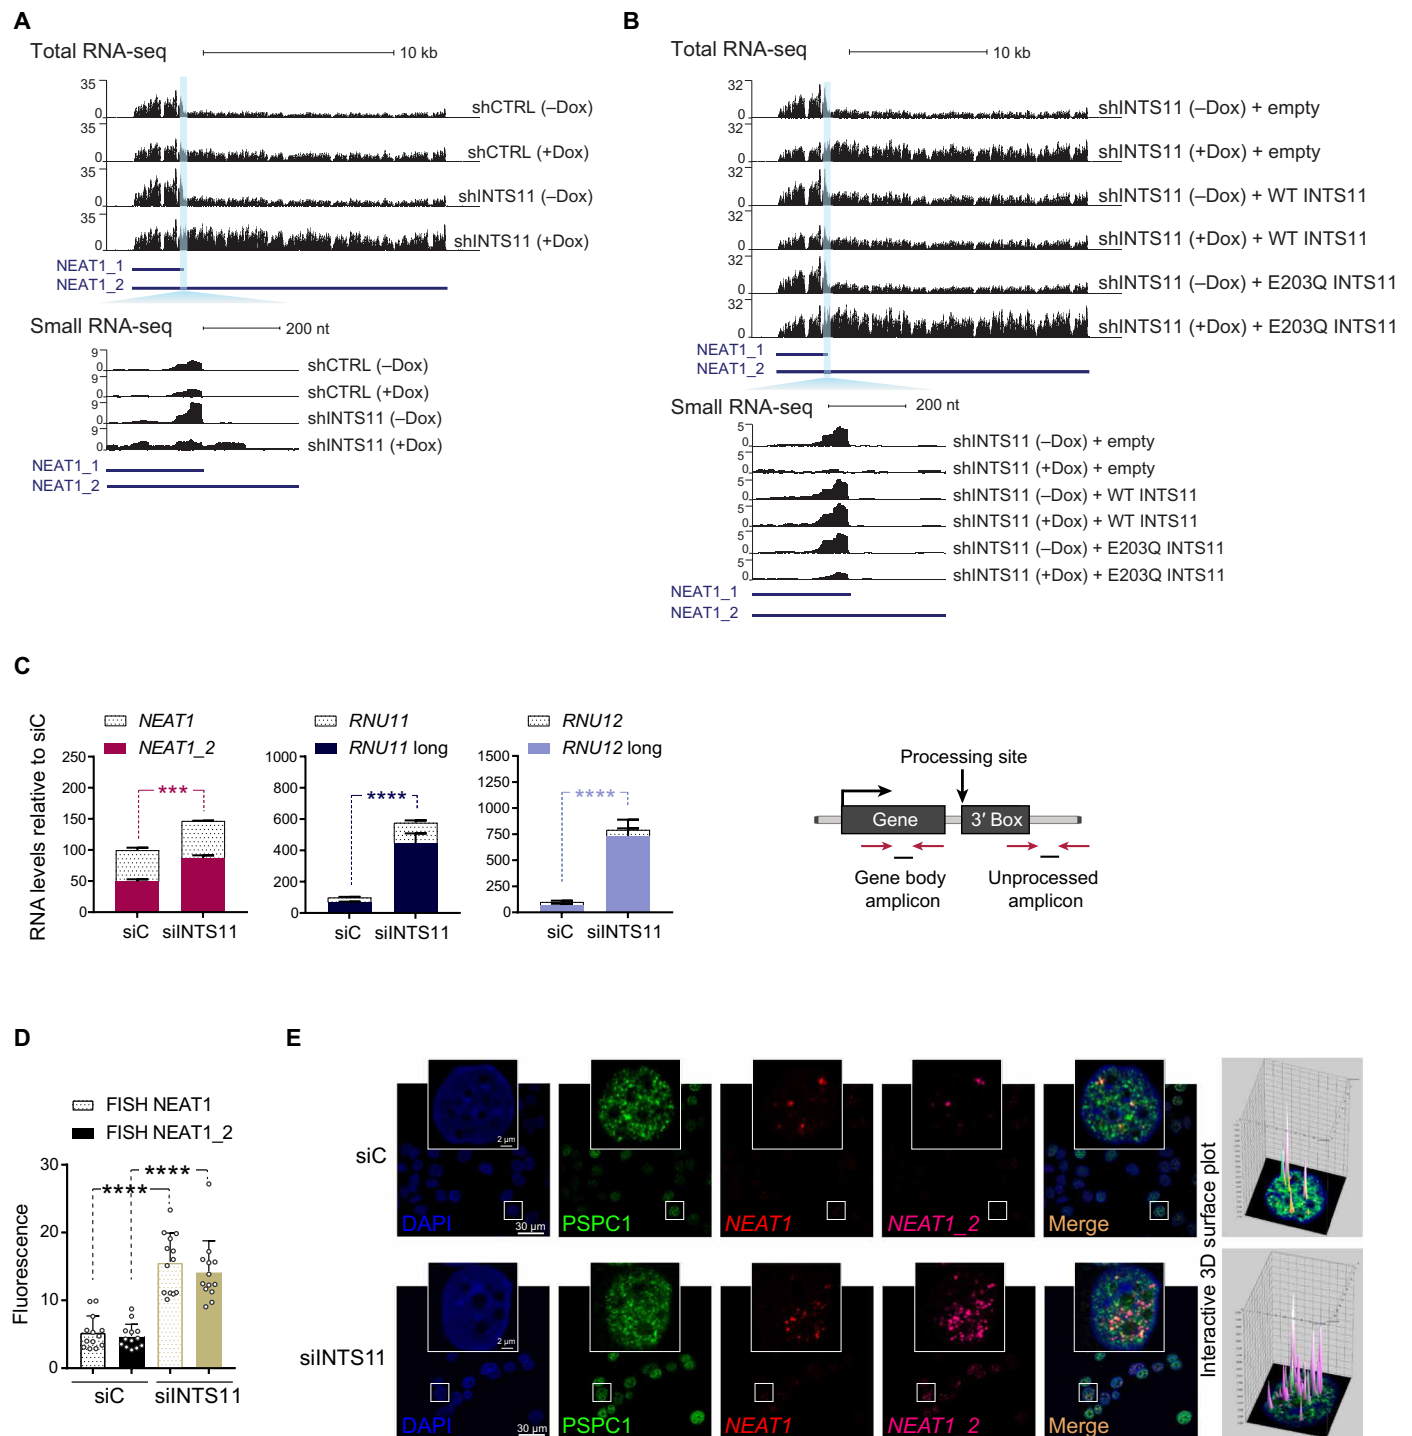 A
Total RNA-seq
10 kb
35
0
shCTRL (–Dox)
35
0
shCTRL (+Dox)
35
0
shINTS11 (–Dox)
35
0
shINTS11 (+Dox)
NEAT1_1
NEAT1_2
Small RNA-seq
200 nt
9
0
shCTRL (–Dox)
9
0
shCTRL (+Dox)
9
0
shINTS11 (–Dox)
9
0
shINTS11 (+Dox)
NEAT1_1
NEAT1_2
B
Total RNA-seq
10 kb
32
0
shINTS11 (–Dox) + empty
32
0
shINTS11 (+Dox) + empty
32
0
shINTS11 (–Dox) + WT INTS11
32
0
shINTS11 (+Dox) + WT INTS11
32
0
shINTS11 (–Dox) + E203Q INTS11
32
0
shINTS11 (+Dox) + E203Q INTS11
NEAT1_1
NEAT1_2
Small RNA-seq
200 nt
5
0
shINTS11 (–Dox) + empty
5
0
shINTS11 (+Dox) + empty
5
0
shINTS11 (–Dox) + WT INTS11
5
0
shINTS11 (+Dox) + WT INTS11
5
0
shINTS11 (–Dox) + E203Q INTS11
5
0
shINTS11 (+Dox) + E203Q INTS11
NEAT1_1
NEAT1_2
C
RNA levels relative to siC
NEAT1
NEAT1_2
250
200
150
100
50
0
***
siC siINTS11
RNU11
RNU11 long
1000
800
600
400
200
0
****
siC siINTS11
RNU12
RNU12 long
1500
1250
1000
750
500
250
0
****
siC siINTS11
Processing site
Gene
3′ Box
Gene body
amplicon
Unprocessed
amplicon
D
FISH NEAT1
FISH NEAT1_2
Fluorescence
30
20
10
0
****
****
siC
siINTS11
E
siC
2 µm
30 µm
DAPI
PSPC1
NEAT1
NEAT1_2
Merge
siINTS11
2 µm
30 µm
DAPI
PSPC1
NEAT1
NEAT1_2
Merge
Interactive 3D surface plot